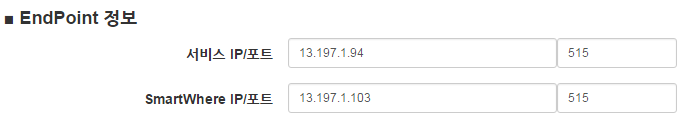 ■ EndPoint 정보
서비스 IP/포트 13.197.1.94 515
SmartWhere IP/포트 13.197.1.103 515